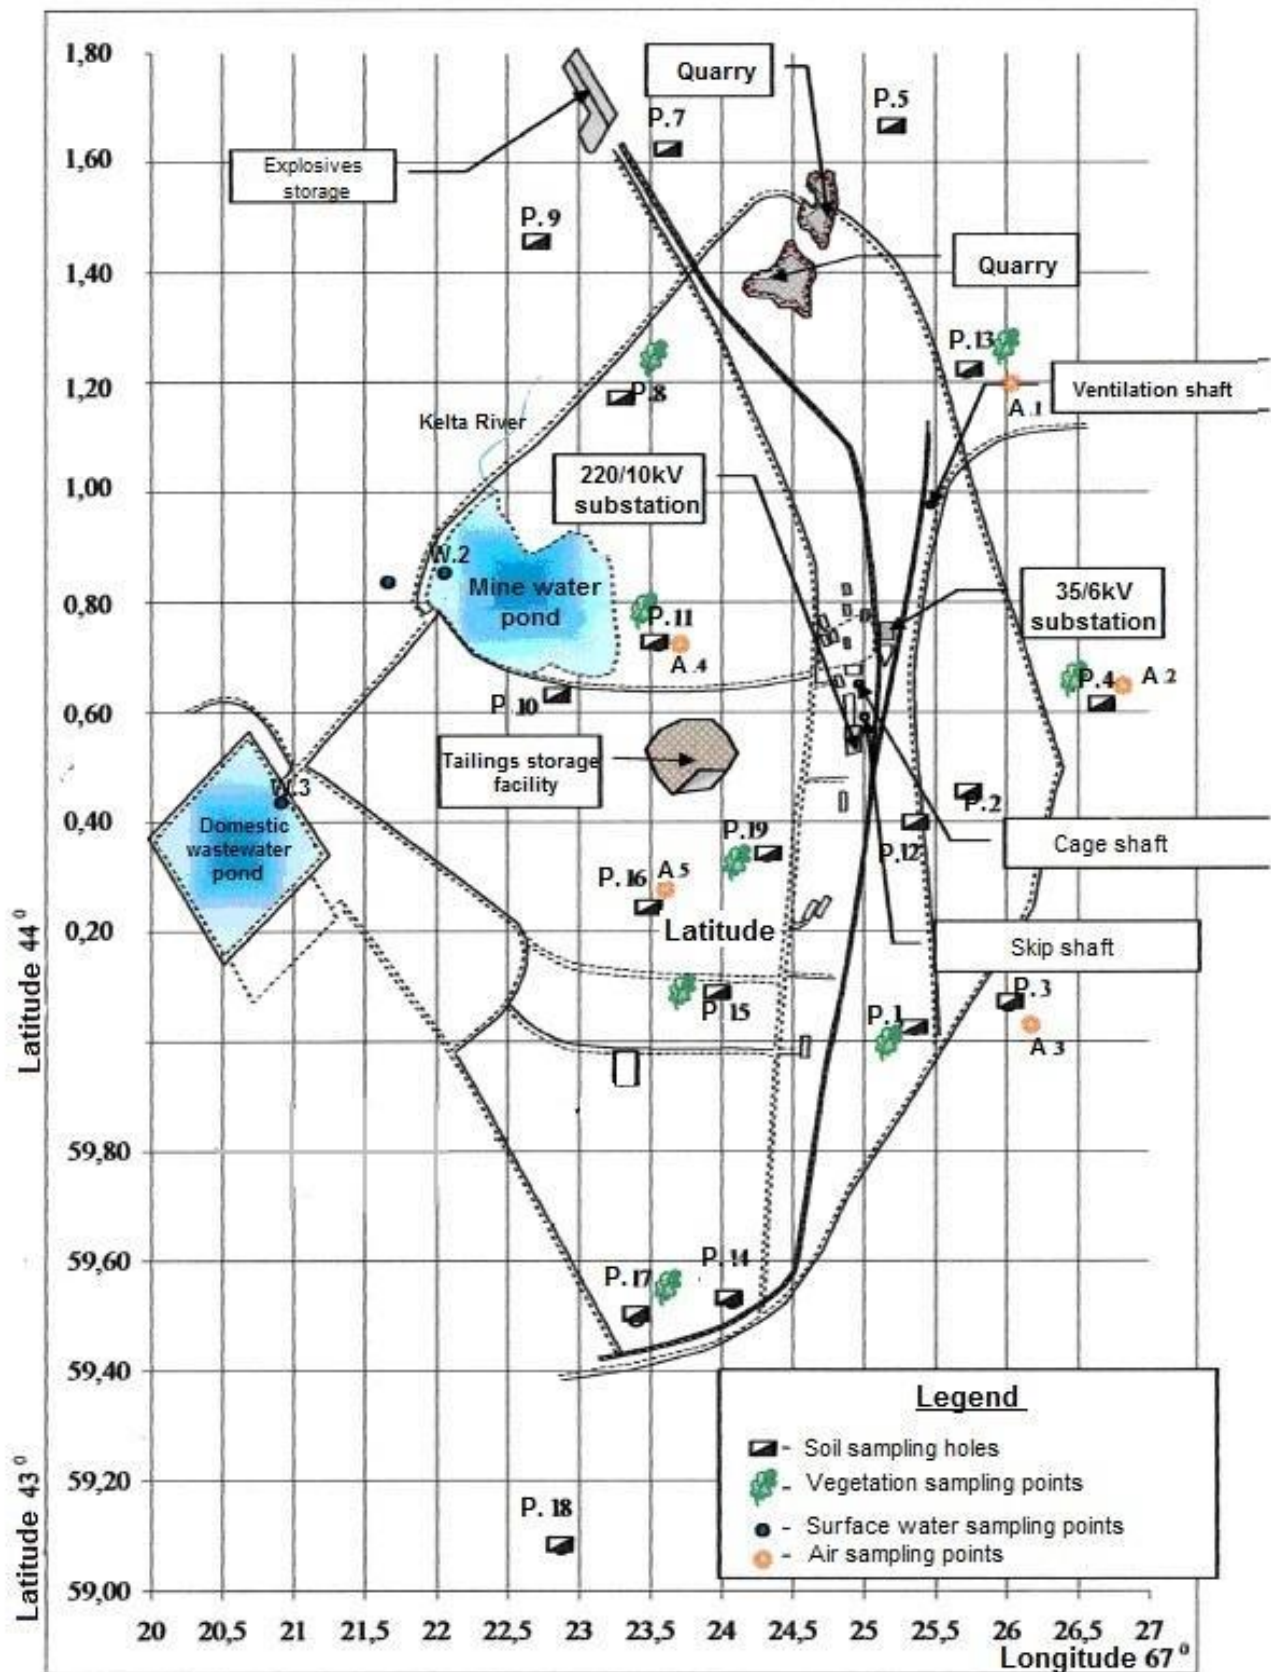 1,80
1,60
1,40
1,20
1,00
0,80
0,60
0,40
0,20
59,80
59,60
59,40
59,20
59,00
Latitude 44⁰
Latitude 43⁰
Quarry
P.5
P.7
Explosives
storage
P.9
Quarry
P.13
P.8
A.1
Ventilation shaft
Kelta River
220/10kV
substation
W.2
Mine water
pond
35/6kV
substation
P.11
A.4
P.4
A.2
P.10
Tailings storage
facility
W.3
Domestic
wastewater
pond
P.2
P.19
P.12
Cage shaft
P.16
A.5
Latitude
Skip shaft
P.15
P.1
P.3
A.3
P.17
P.14
P.18
Legend
- Soil sampling holes
- Vegetation sampling points
- Surface water sampling points
- Air sampling points
20 20,5 21 21,5 22 22,5 23 23,5 24 24,5 25 25,5 26 26,5 27
Longitude 67⁰